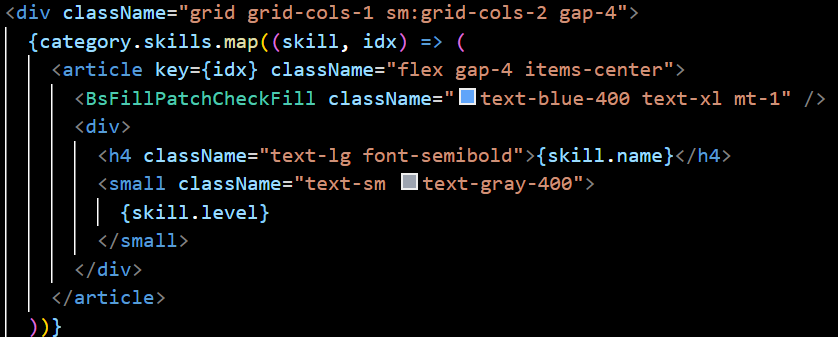 <div className="grid grid-cols-1 sm:grid-cols-2 gap-4">
{category.skills.map((skill, idx) => (
<article key={idx} className="flex gap-4 items-center">
<BsFillPatchCheckFill className="text-blue-400 text-xl mt-1" />
<div>
<h4 className="text-lg font-semibold">{skill.name}</h4>
<small className="text-sm text-gray-400">
{skill.level}
</small>
</div>
</article>
))}